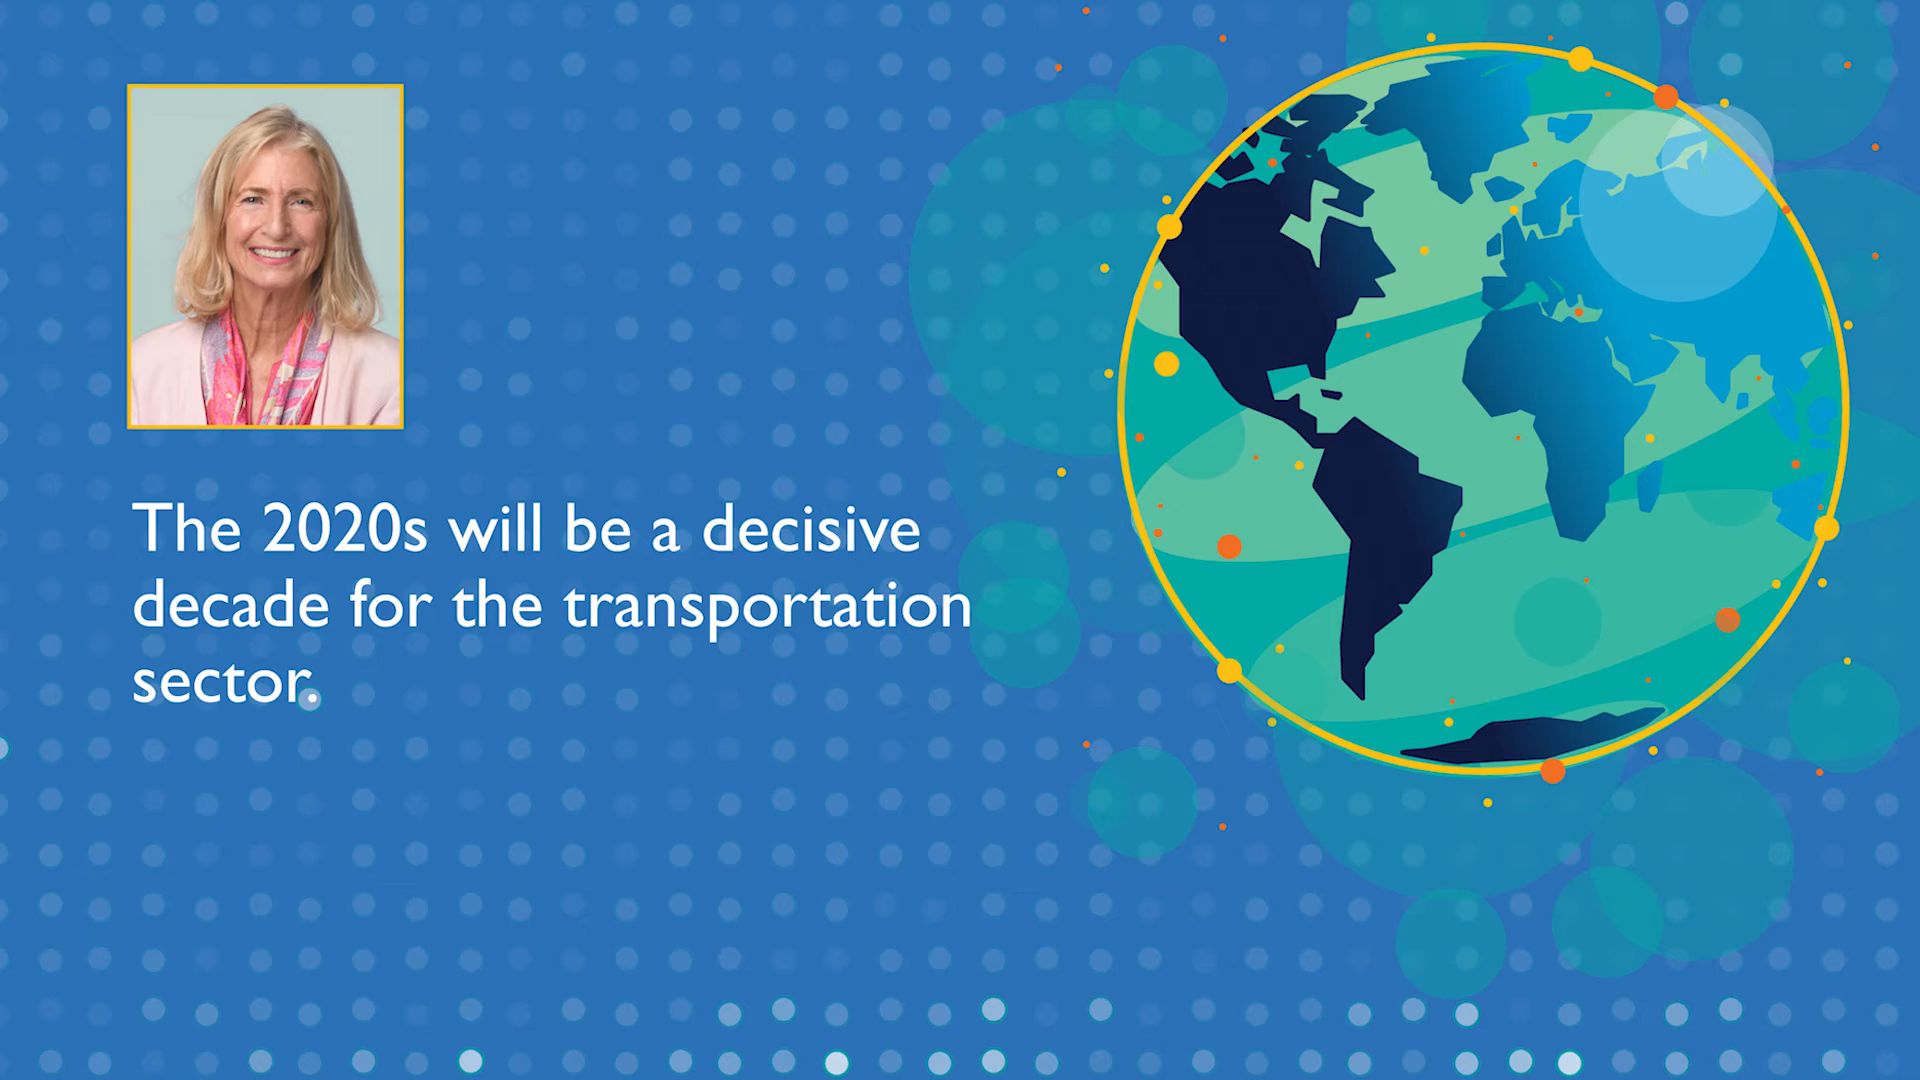 The 2020s will be a decisive
decade for the transportation
sector.